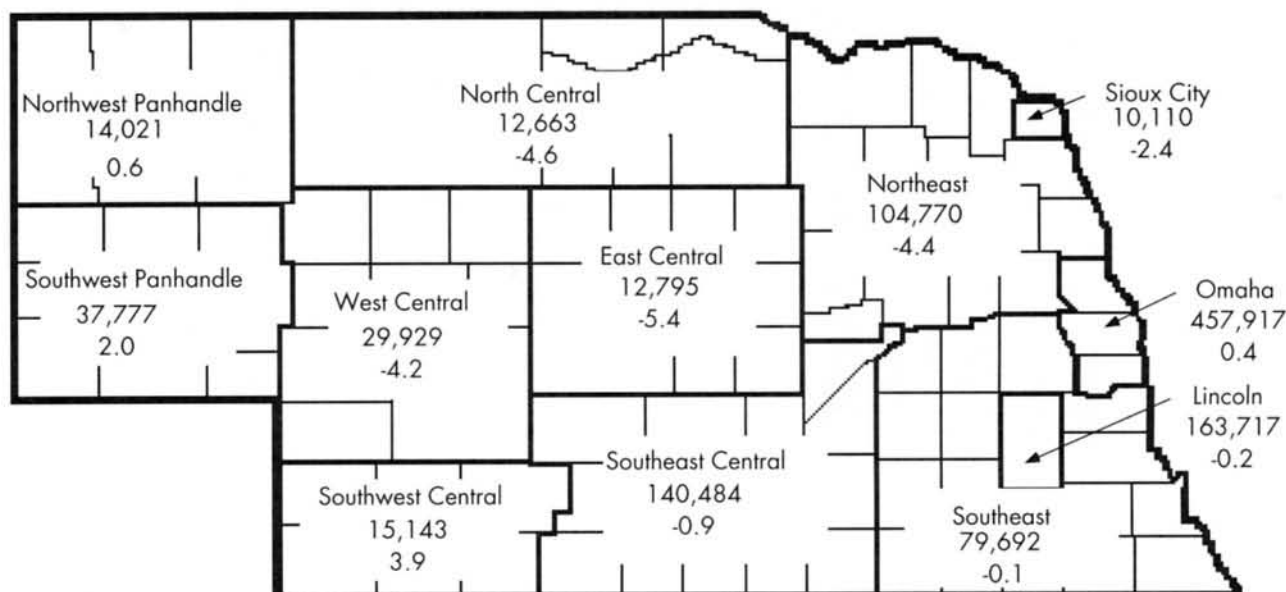 Northwest Panhandle
14,021
0.6
North Central
12,663
-4.6
Sioux City
10,110
-2.4
Northeast
104,770
-4.4
Southwest Panhandle
37,777
2.0
West Central
29,929
-4.2
East Central
12,795
-5.4
Omaha
457,917
0.4
Lincoln
163,717
-0.2
Southwest Central
15,143
3.9
Southeast Central
140,484
-0.9
Southeast
79,692
-0.1